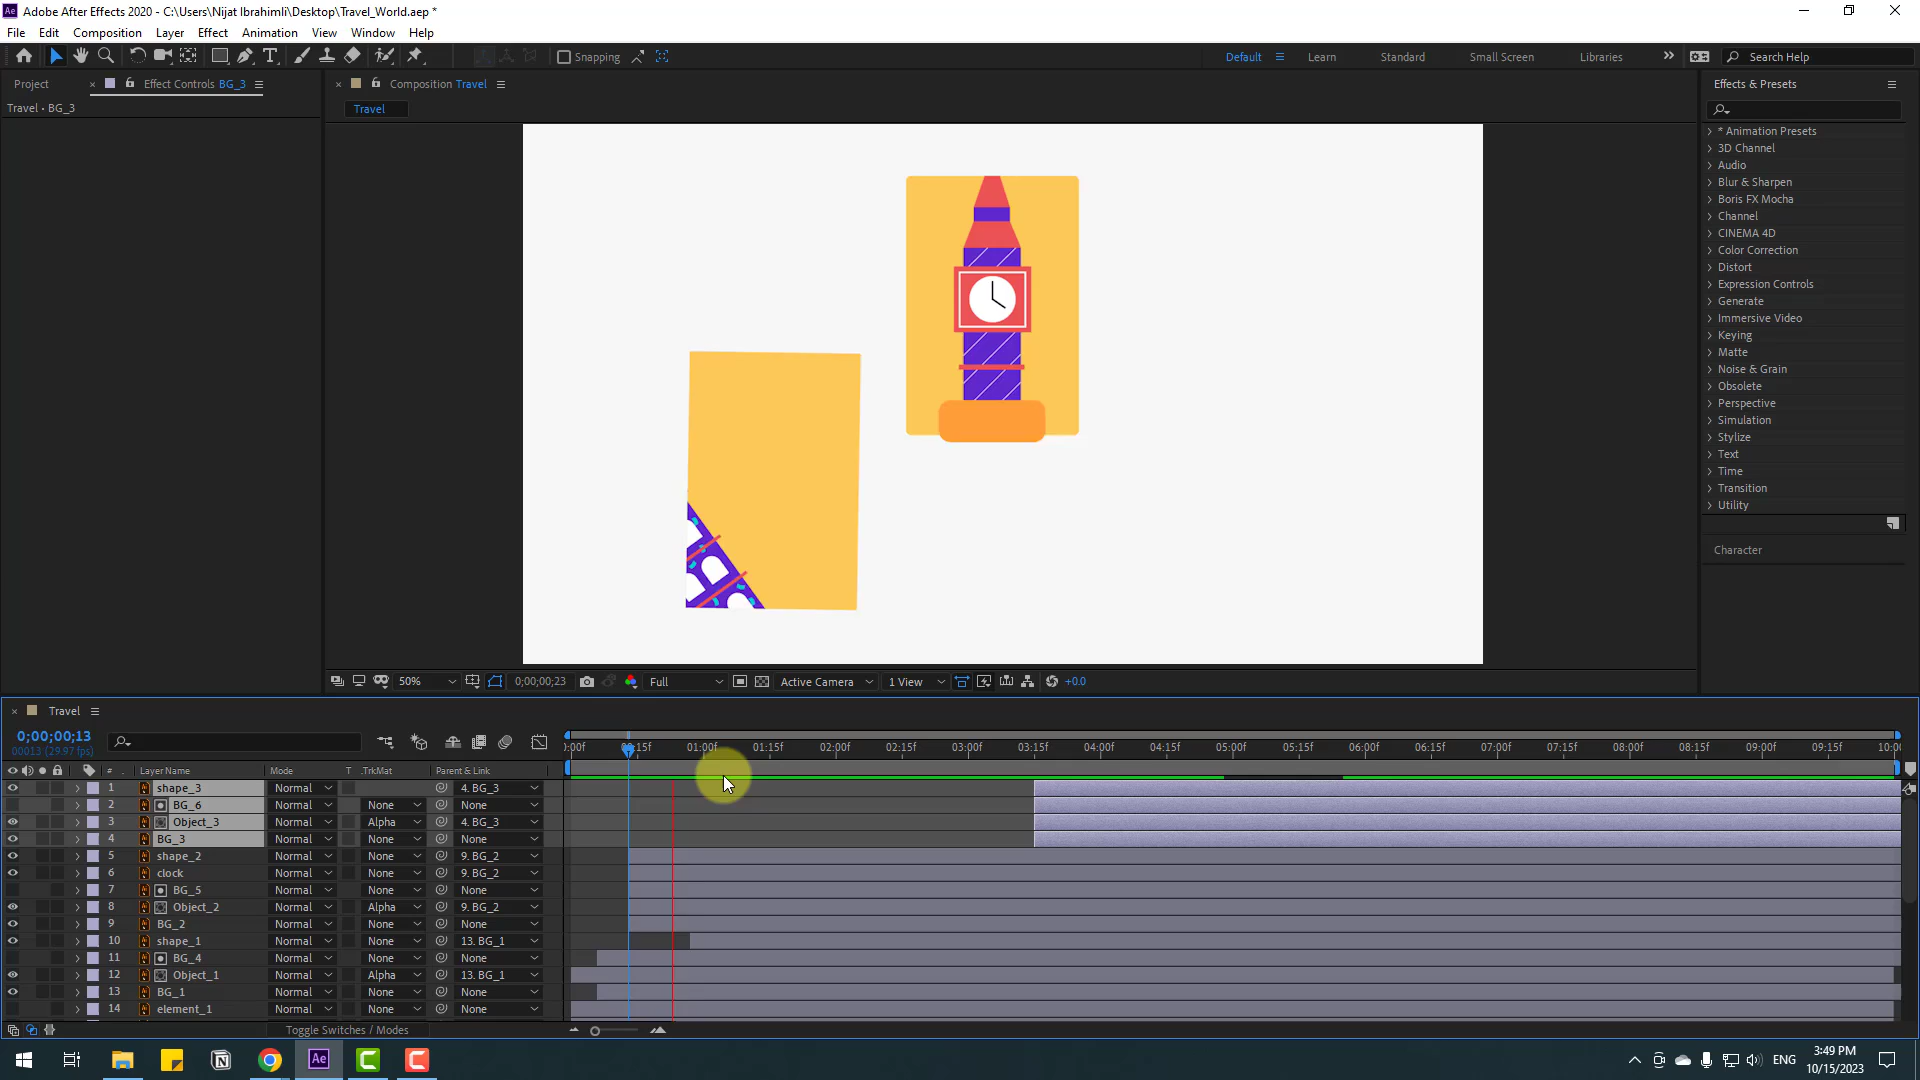 Adobe After Effects 2020 - C:\Users\Nijat Ibrahimli\Desktop\Travel_World.aep *
File Edit Composition Layer Effect Animation View Window Help
Snapping Default Learn Standard Small Screen Libraries Search Help
Project Effect Controls BG_3
Travel • BG_3
Composition Travel
Travel
Effects & Presets
* Animation Presets
3D Channel
Audio
Blur & Sharpen
Boris FX Mocha
Channel
CINEMA 4D
Color Correction
Distort
Expression Controls
Generate
Immersive Video
Keying
Matte
Noise & Grain
Obsolete
Perspective
Simulation
Stylize
Text
Time
Transition
Utility
Character
50% 0;00;00;23 Full Active Camera 1 View +0.0
Travel
0;00;00;13
00013 (29.97 fps)
:00f 00:15f 01:00f 01:15f 02:00f 02:15f 03:00f 03:15f 04:00f 04:15f 05:00f 05:15f 06:00f 06:15f 07:00f 07:15f 08:00f 08:15f 09:00f 09:15f 10:00
# Layer Name Mode T .TrkMat Parent & Link
1 shape_3 Normal 4. BG_3
2 BG_6 Normal None None
3 Object_3 Normal Alpha 4. BG_3
4 BG_3 Normal None None
5 shape_2 Normal None 9. BG_2
6 clock Normal None 9. BG_2
7 BG_5 Normal None None
8 Object_2 Normal Alpha 9. BG_2
9 BG_2 Normal None None
10 shape_1 Normal None 13. BG_1
11 BG_4 Normal None None
12 Object_1 Normal Alpha 13. BG_1
13 BG_1 Normal None None
14 element_1 Normal None None
Toggle Switches / Modes
Ae
ENG
3:49 PM
10/15/2023